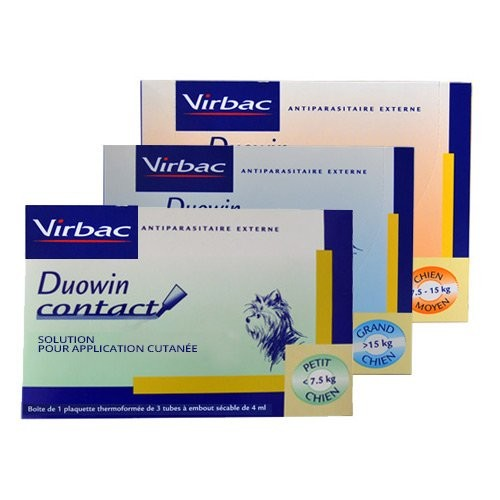 Virbac
ANTIPARASITAIRE EXTERNE
Duowin
CHIEN
7.5 - 15 kg
MOYEN
Virbac
ANTIPARASITAIRE EXTERNE
Duowin
GRAND
>15 kg
CHIEN
Virbac
ANTIPARASITAIRE EXTERNE
Duowin
contact
SOLUTION
POUR APPLICATION CUTANÉE
PETIT
< 7.5 kg
CHIEN
Boîte de 1 plaquette thermoformée de 3 tubes à embout sécable de 4 ml